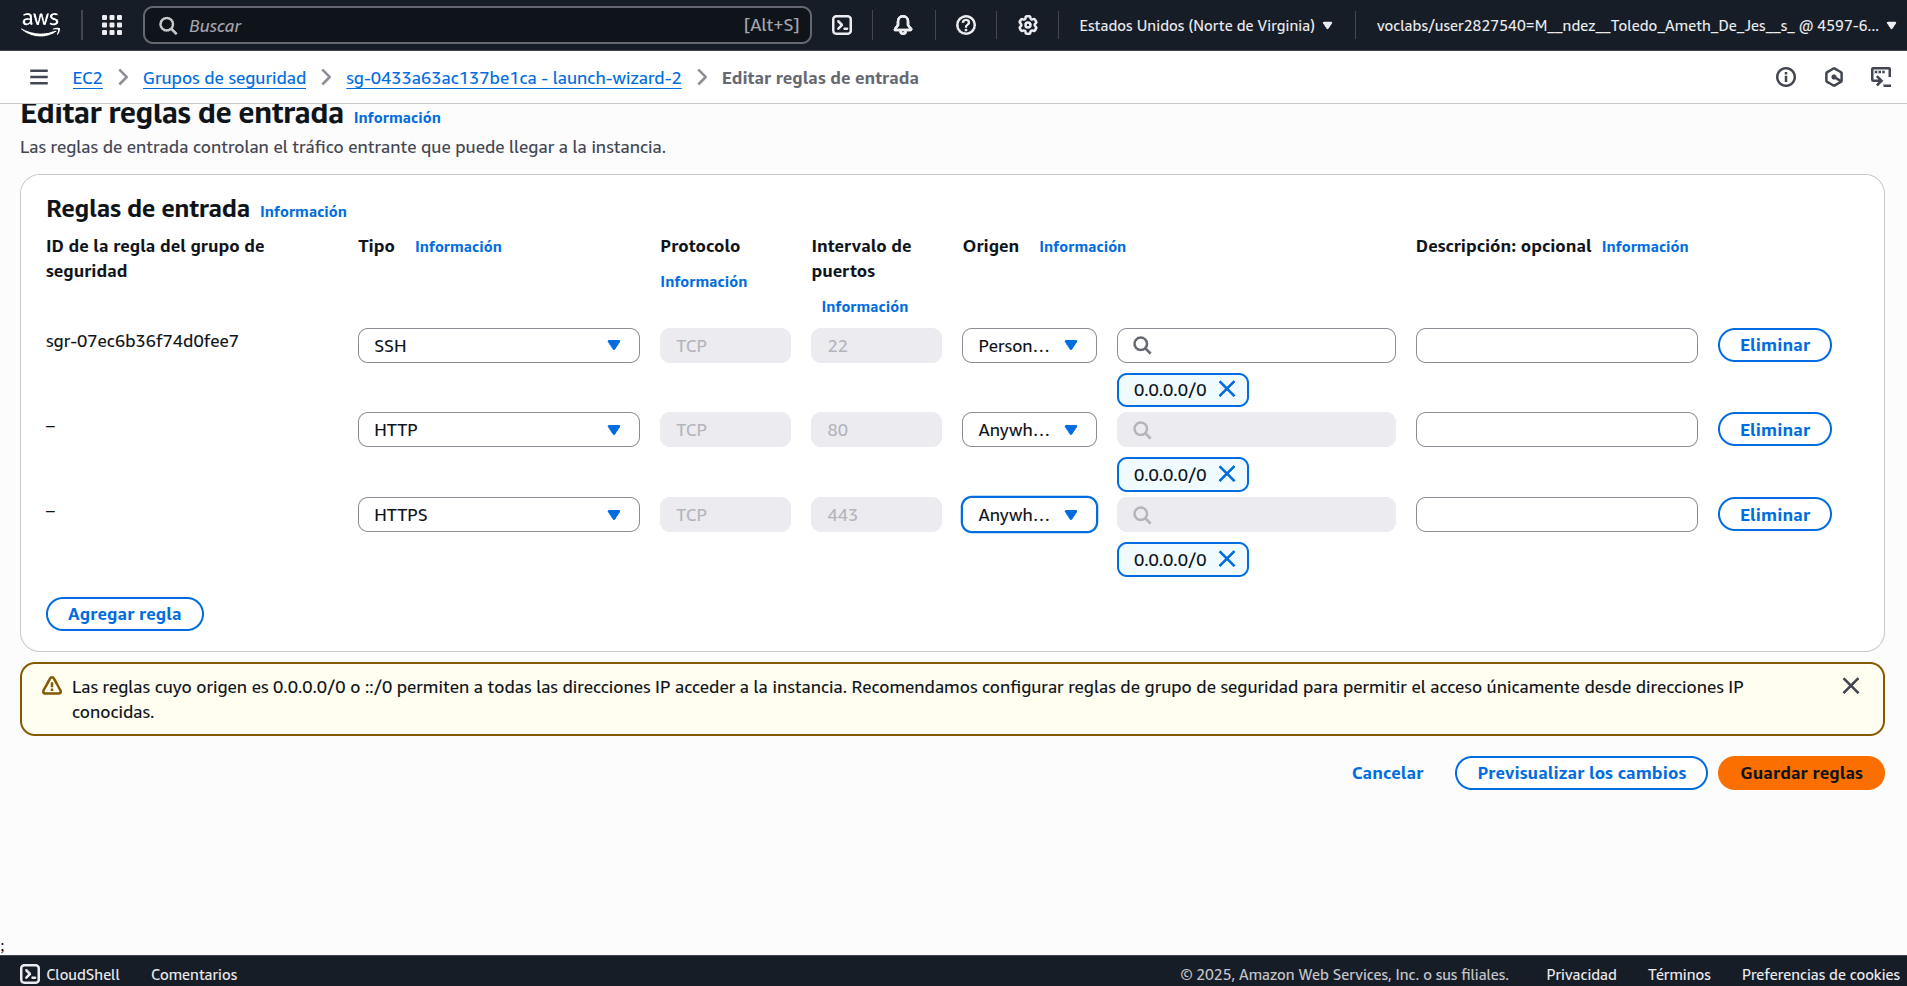 aws
Buscar
[Alt+S]
Estados Unidos (Norte de Virginia)
voclabs/user2827540=M__ndez__Toledo_Ameth_De_Jes__s_ @ 4597-6...
EC2
Grupos de seguridad
sg-0433a63ac137be1ca - launch-wizard-2
Editar reglas de entrada
Editar reglas de entrada Información
Las reglas de entrada controlan el tráfico entrante que puede llegar a la instancia.
Reglas de entrada Información
ID de la regla del grupo de seguridad
Tipo Información
Protocolo
Información
Intervalo de puertos
Información
Origen Información
Descripción: opcional Información
sgr-07ec6b36f74d0fee7
SSH
TCP
22
Person...
Eliminar
0.0.0.0/0
–
HTTP
TCP
80
Anywh...
Eliminar
0.0.0.0/0
–
HTTPS
TCP
443
Anywh...
Eliminar
0.0.0.0/0
Agregar regla
Las reglas cuyo origen es 0.0.0.0/0 o ::/0 permiten a todas las direcciones IP acceder a la instancia. Recomendamos configurar reglas de grupo de seguridad para permitir el acceso únicamente desde direcciones IP
conocidas.
Cancelar
Previsualizar los cambios
Guardar reglas
;
CloudShell
Comentarios
© 2025, Amazon Web Services, Inc. o sus filiales.
Privacidad
Términos
Preferencias de cookies